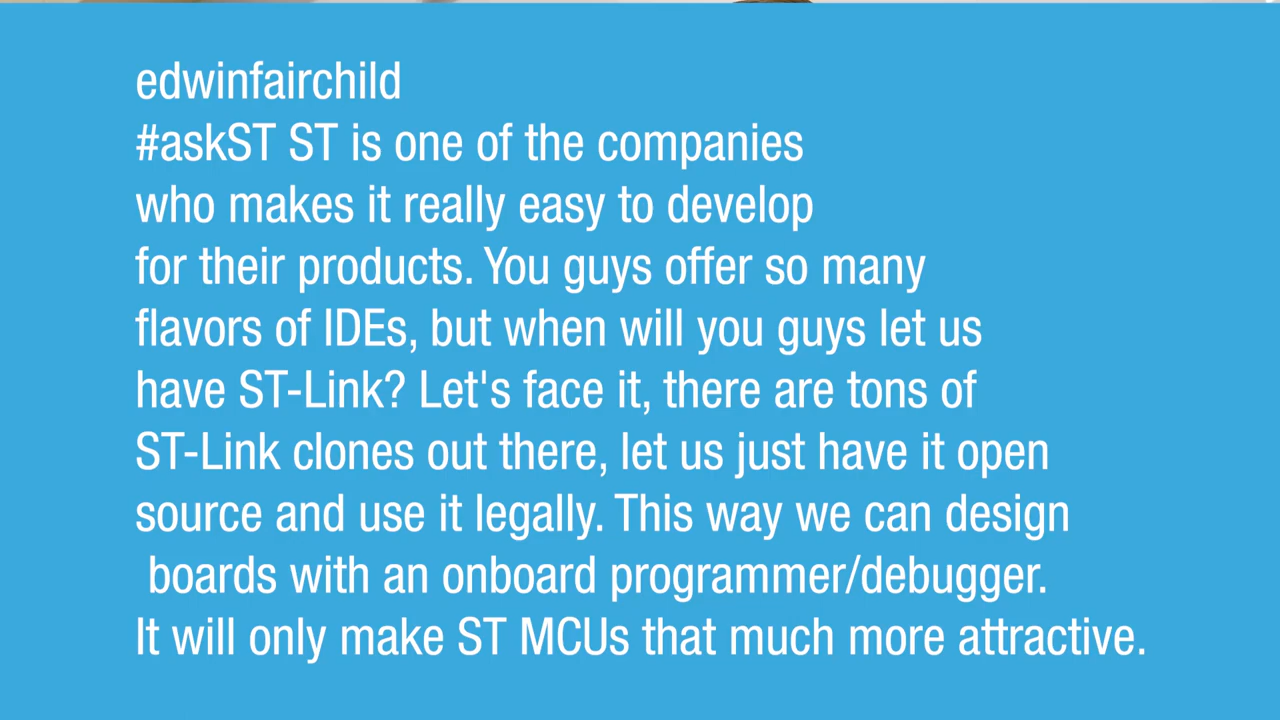 edwinfairchild
#askST ST is one of the companies
who makes it really easy to develop
for their products. You guys offer so many
flavors of IDEs, but when will you guys let us
have ST-Link? Let's face it, there are tons of
ST-Link clones out there, let us just have it open
source and use it legally. This way we can design
boards with an onboard programmer/debugger.
It will only make ST MCUs that much more attractive.